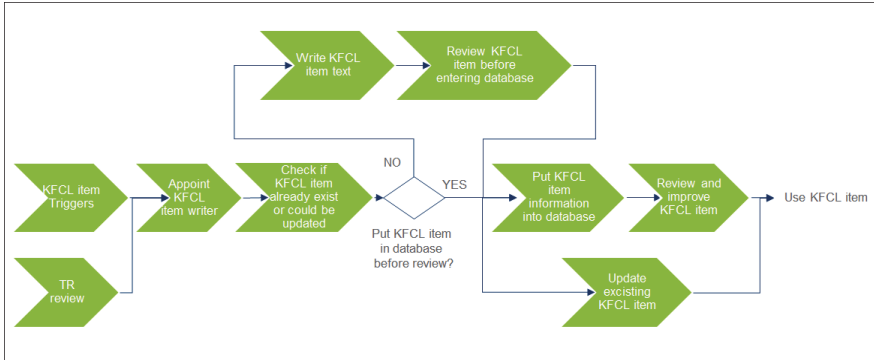 Write KFCL
item text
Review KFCL
item before
entering database
NO
YES
KFCL item
Triggers
Appoint
KFCL
item writer
Check if
KFCL item
already exist
or could be
updated
Put KFCL item
in database
before review?
Put KFCL
item
information
into database
Review and
improve
KFCL item
Use KFCL item
TR
review
Update
excisting
KFCL item